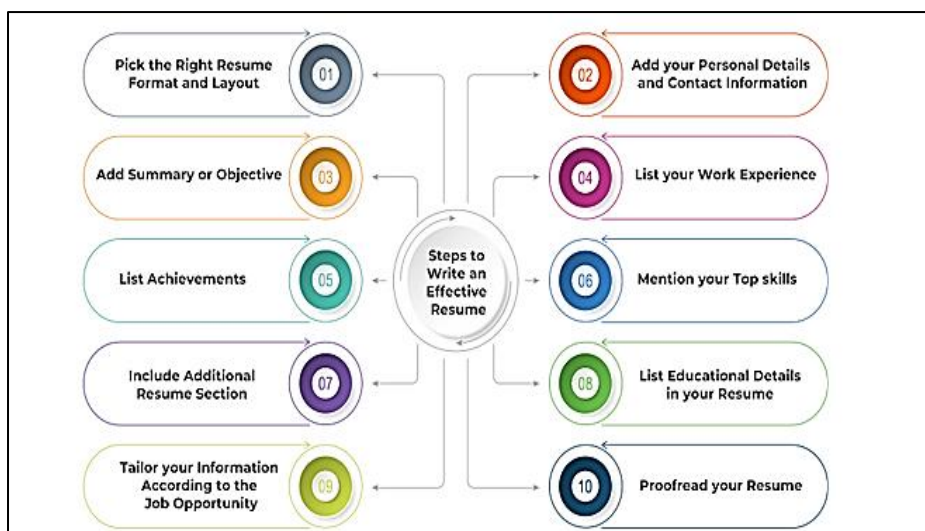 Pick the Right Resume
Format and Layout
01
02
Add your Personal Details
and Contact Information
Add Summary or Objective
03
04
List your Work Experience
Steps to
Write an
Effective
Resume
List Achievements
05
06
Mention your Top skills
Include Additional
Resume Section
07
08
List Educational Details
in your Resume
Tailor your Information
According to the
Job Opportunity
09
10
Proofread your Resume